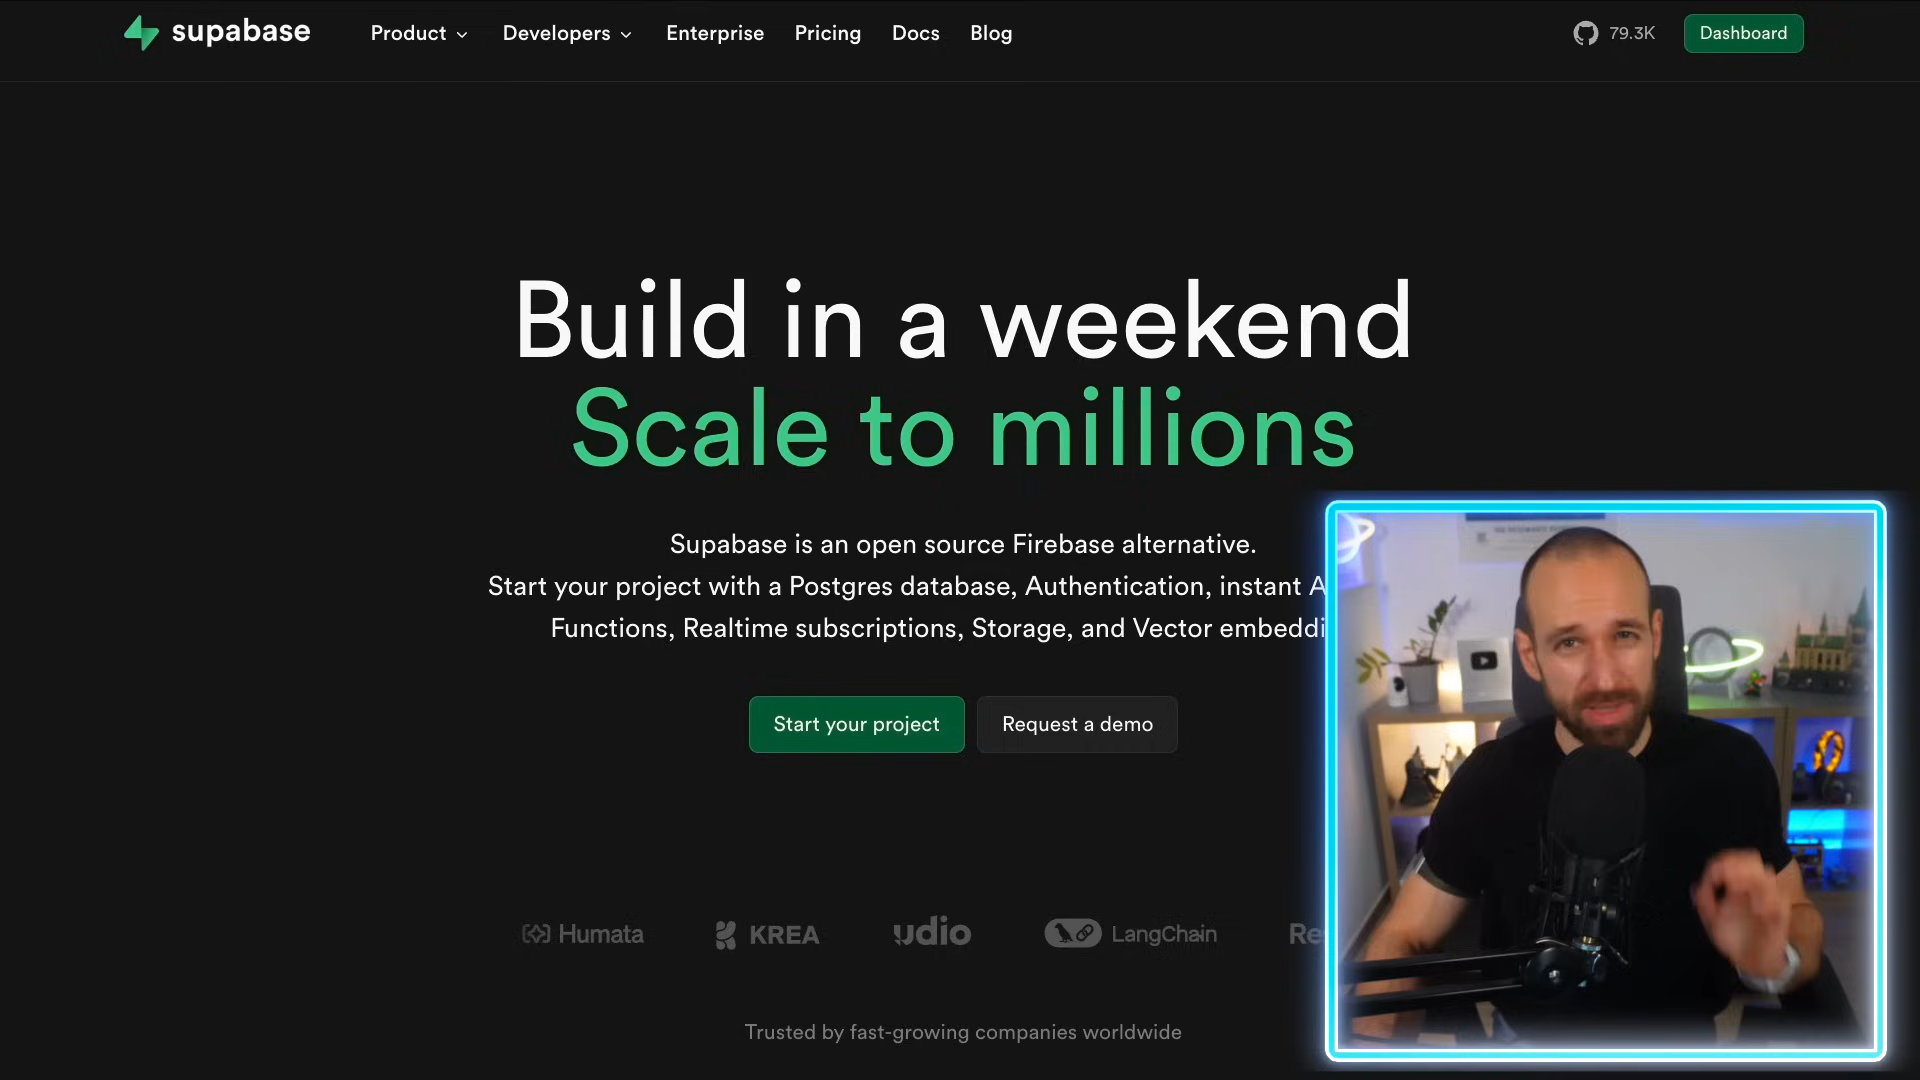 supabase
Product
Developers
Enterprise
Pricing
Docs
Blog
79.3K
Dashboard
Build in a weekend
Scale to millions
Supabase is an open source Firebase alternative.
Start your project with a Postgres database, Authentication, instant
Functions, Realtime subscriptions, Storage, and Vector
Start your project
Request a demo
Humata
KREA
udio
LangChain
Trusted by fast-growing companies worldwide